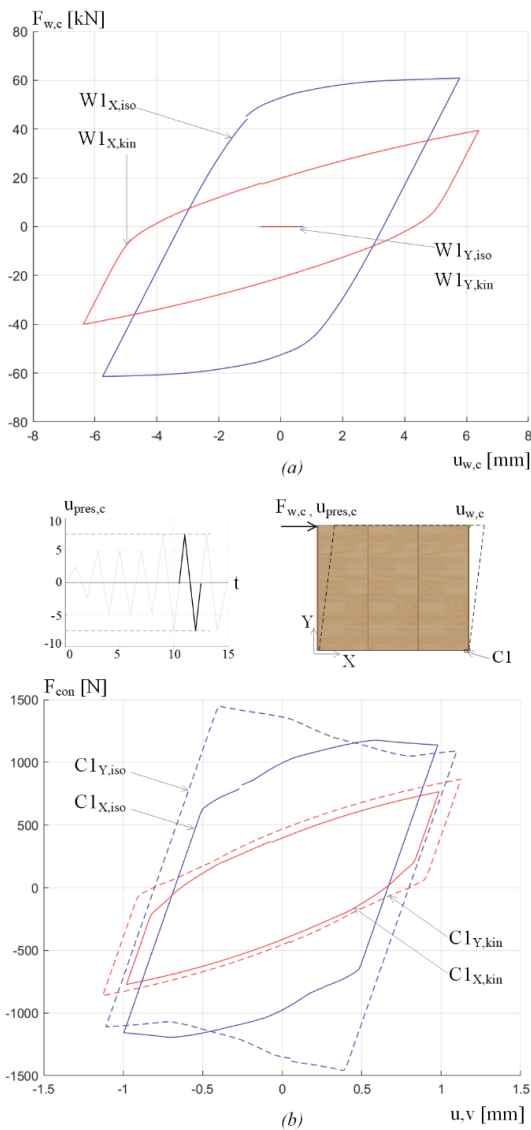 F_w,c [kN]
80
60
40
20
0
-20
-40
-60
-80
W1_X,iso
W1_X,kin
W1_Y,iso
W1_Y,kin
-8 -6 -4 -2 0 2 4 6 8
(a) u_w,c [mm]
u_pres,c
10
5
0
-5
-10
0 5 10 15
t
F_w,c , u_pres,c u_w,c
Y
X
C1
F_con [N]
1500
1000
500
0
-500
-1000
-1500
C1_Y,iso
C1_X,iso
C1_Y,kin
C1_X,kin
-1.5 -1 -0.5 0 0.5 1 1.5
(b) u,v [mm]